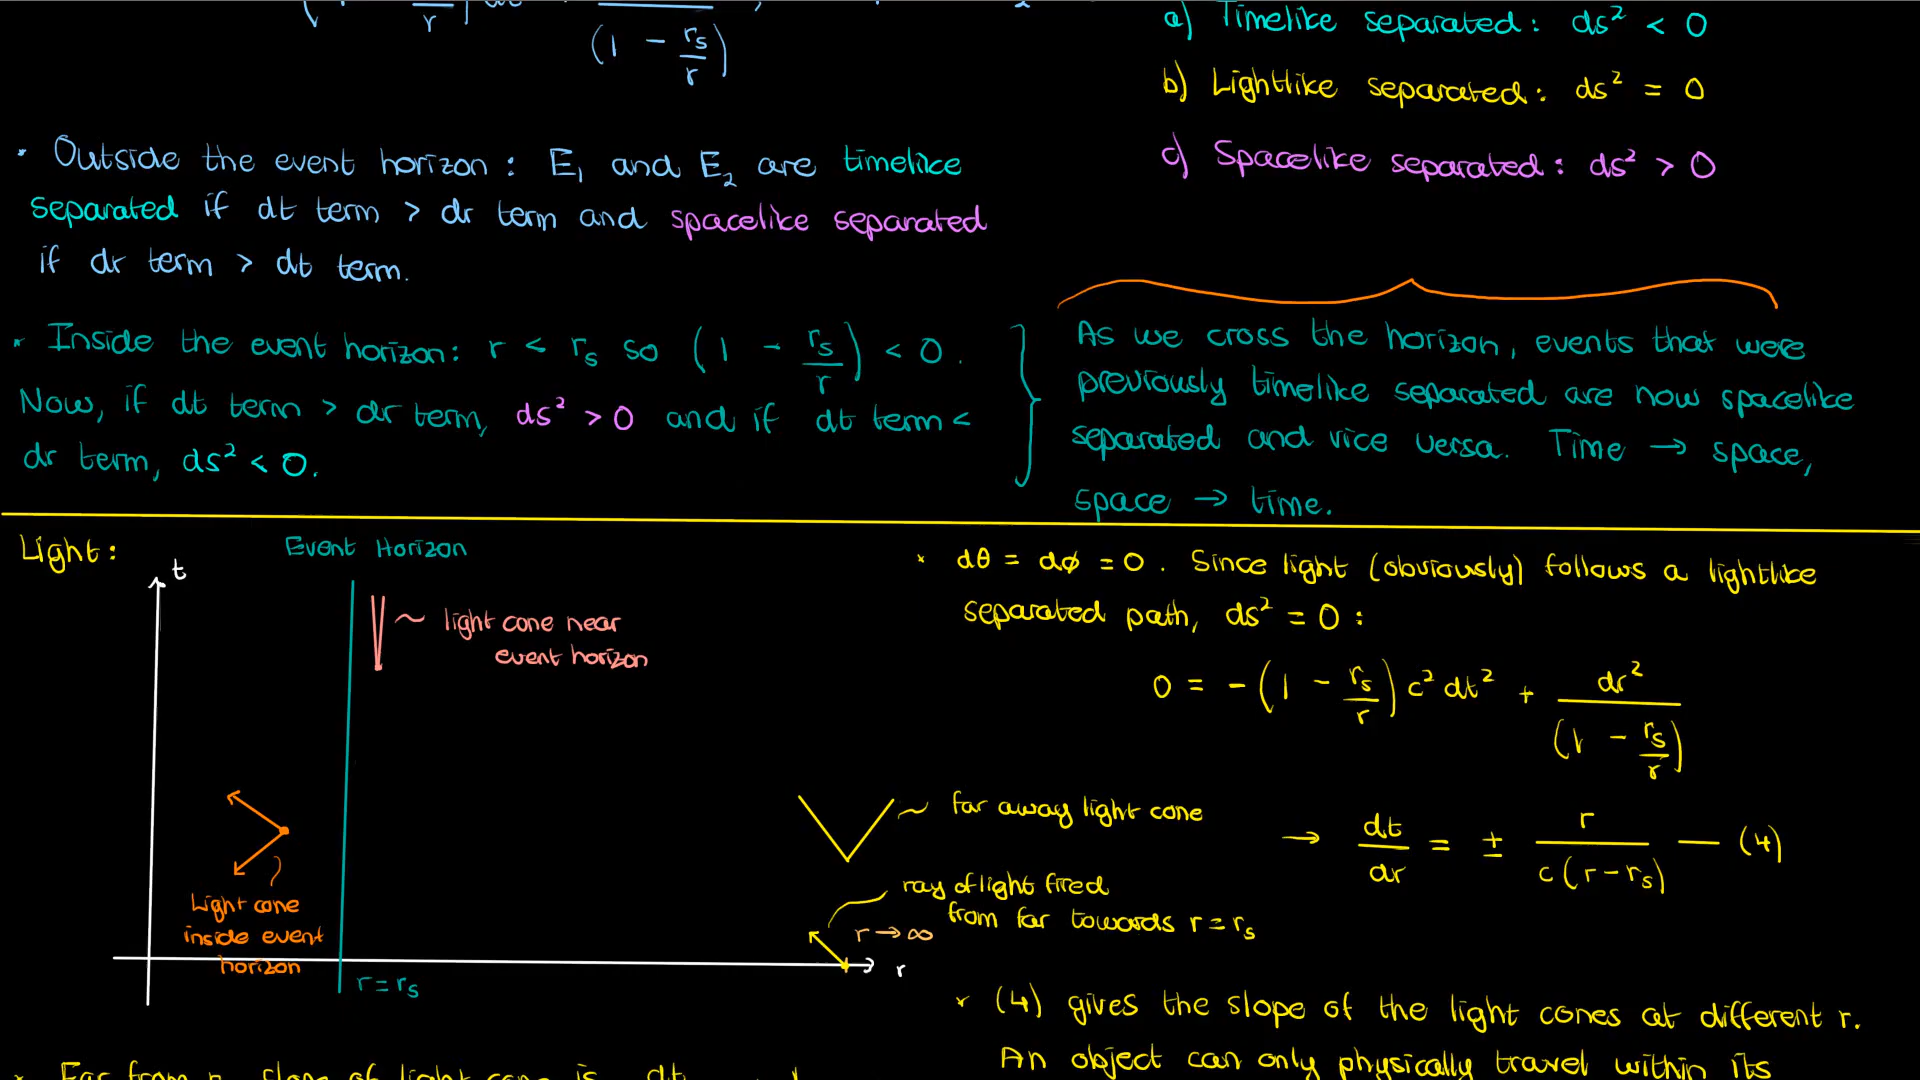 (1 - rs/r)
a) Timelike separated: ds² < 0
b) Lightlike separated: ds² = 0
c) Spacelike separated: ds² > 0
• Outside the event horizon: E₁ and E₂ are timelike
separated if dt term > dr term and spacelike separated
if dr term > dt term.
• Inside the event horizon: r < rs so (1 - rs/r) < 0.
Now, if dt term > dr term, ds² > 0 and if dt term <
dr term, ds² < 0.
As we cross the horizon, events that were
previously timelike separated are now spacelike
separated and vice versa. Time → space,
space → time.
Light:
Event Horizon
t
~ light cone near
event horizon
Light cone
inside event
horizon
r = rs
~ far away light cone
ray of light fired
from far towards r = rs
r → ∞
r
• dθ = dϕ = 0. Since light (obviously) follows a lightlike
separated path, ds² = 0:
0 = - (1 - rs/r) c² dt² + dr²/(1 - rs/r)
→ dt/dr = ± r/c(r - rs) — (4)
• (4) gives the slope of the light cones at different r.
An object can only physically travel within its